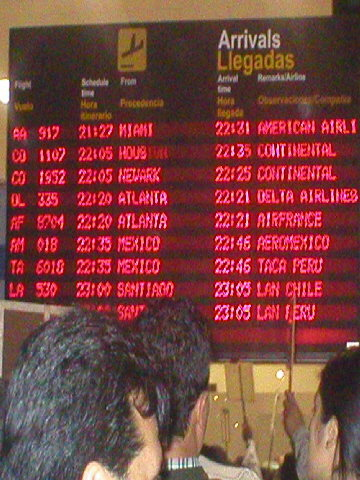 Arrivals
Llegadas
Flight Schedule time From Arrival time Remarks/Airline
Vuelo Hora itinerario Procedencia Hora llegada Observaciones/Compañia
AA 917 21:27 MIAMI 22:31 AMERICAN AIRLI
CO 1107 22:05 HOUS 22:35 CONTINENTAL
CO 1952 22:05 NEWARK 22:25 CONTINENTAL
DL 335 22:20 ATLANTA 22:21 DELTA AIRLINES
AF 8704 22:20 ATLANTA 22:21 AIRFRANCE
AM 018 22:35 MEXICO 22:46 AEROMEXICO
TA 6018 22:35 MEXICO 22:46 TACA PERU
LA 530 23:00 SANTIAGO 23:05 LAN CHILE
SANT 23:05 LAN PERU